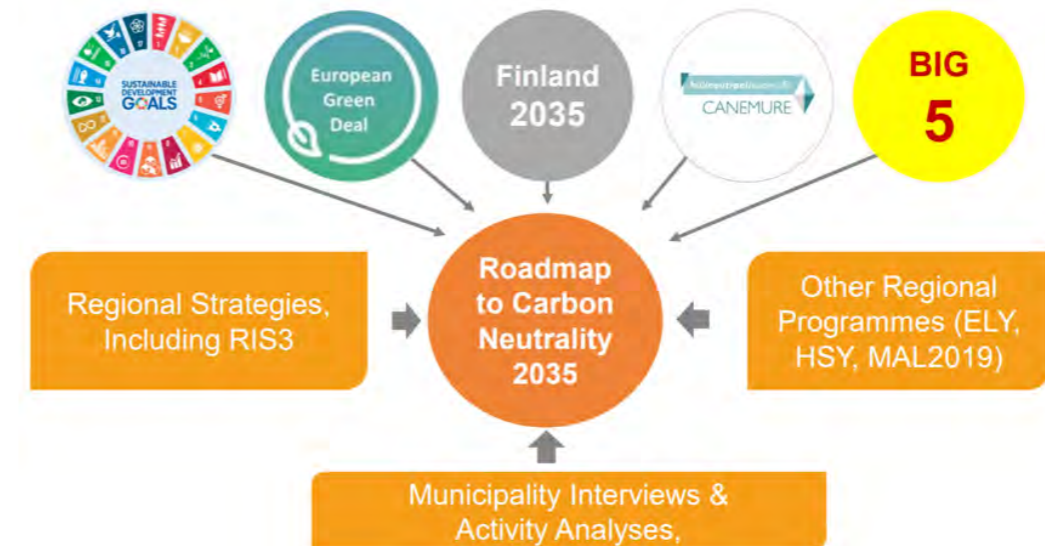 SUSTAINABLE
DEVELOPMENT
GOALS
European
Green
Deal
Finland
2035
CANEMURE
BIG
5
Roadmap
to Carbon
Neutrality
2035
Regional Strategies,
Including RIS3
Other Regional
Programmes (ELY,
HSY, MAL2019)
Municipality Interviews &
Activity Analyses,